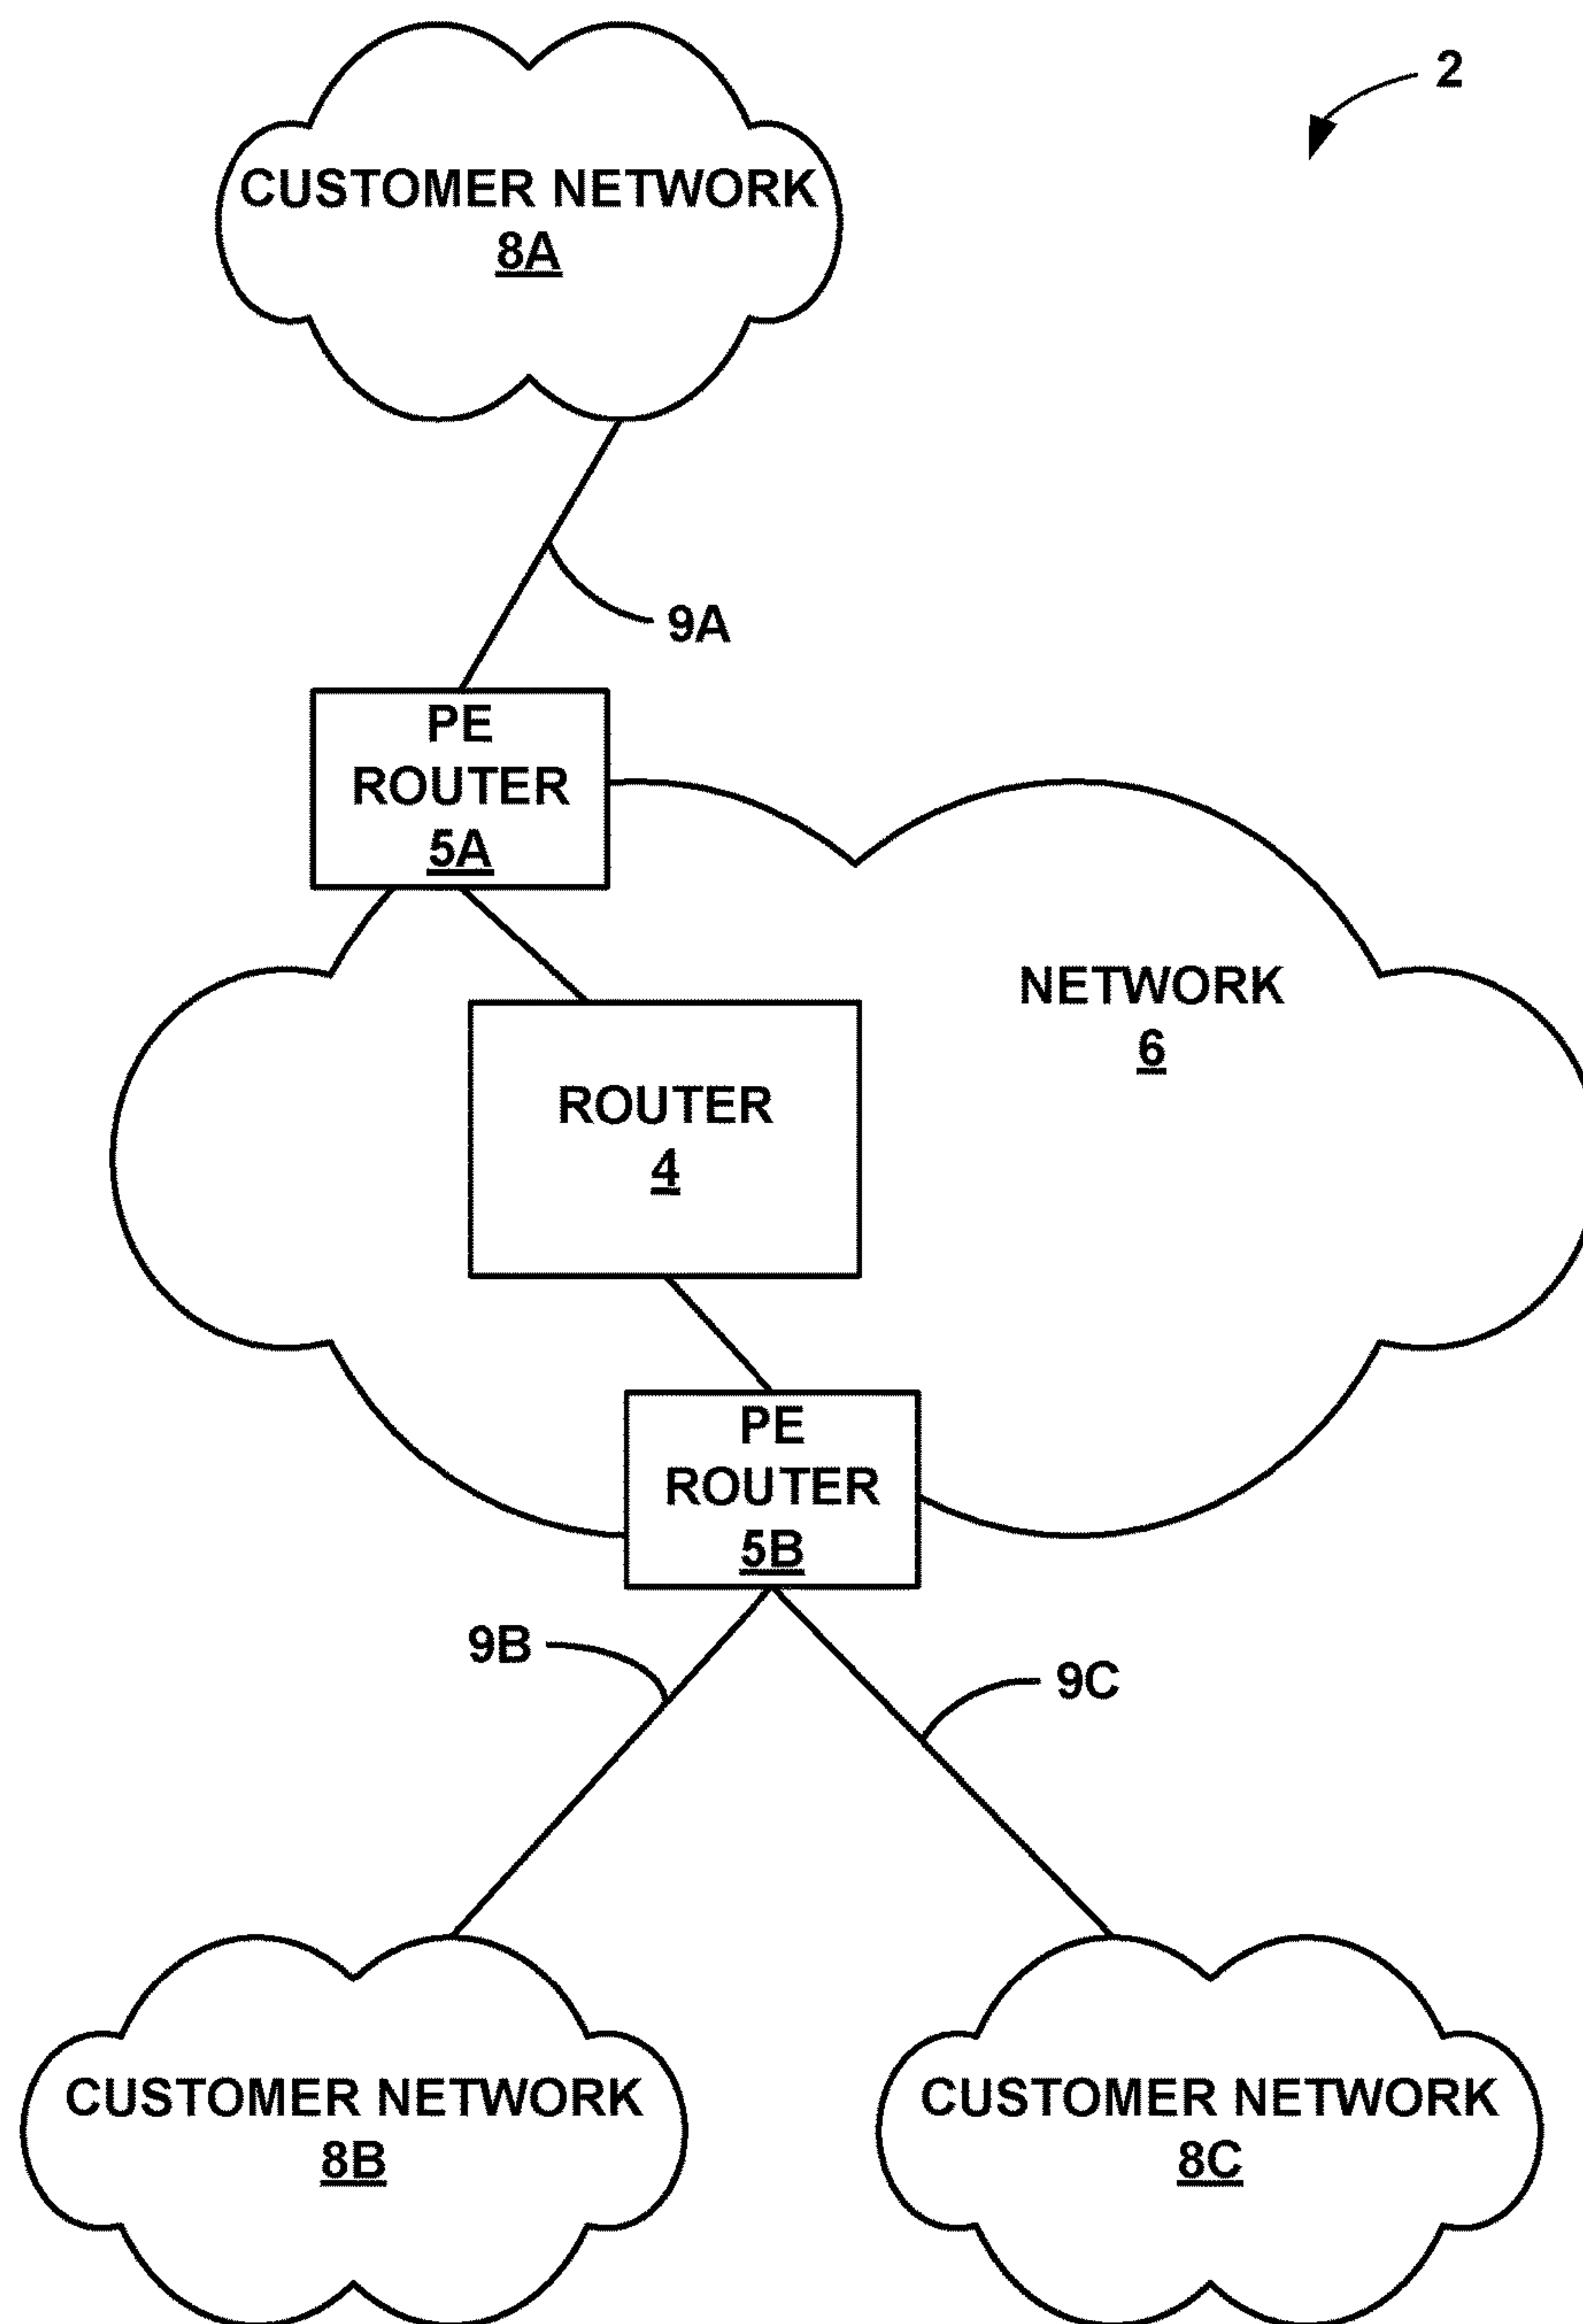 2
CUSTOMER NETWORK
8A
9A
PE
ROUTER
5A
NETWORK
6
ROUTER
4
PE
ROUTER
5B
9B
9C
CUSTOMER NETWORK
8B
CUSTOMER NETWORK
8C